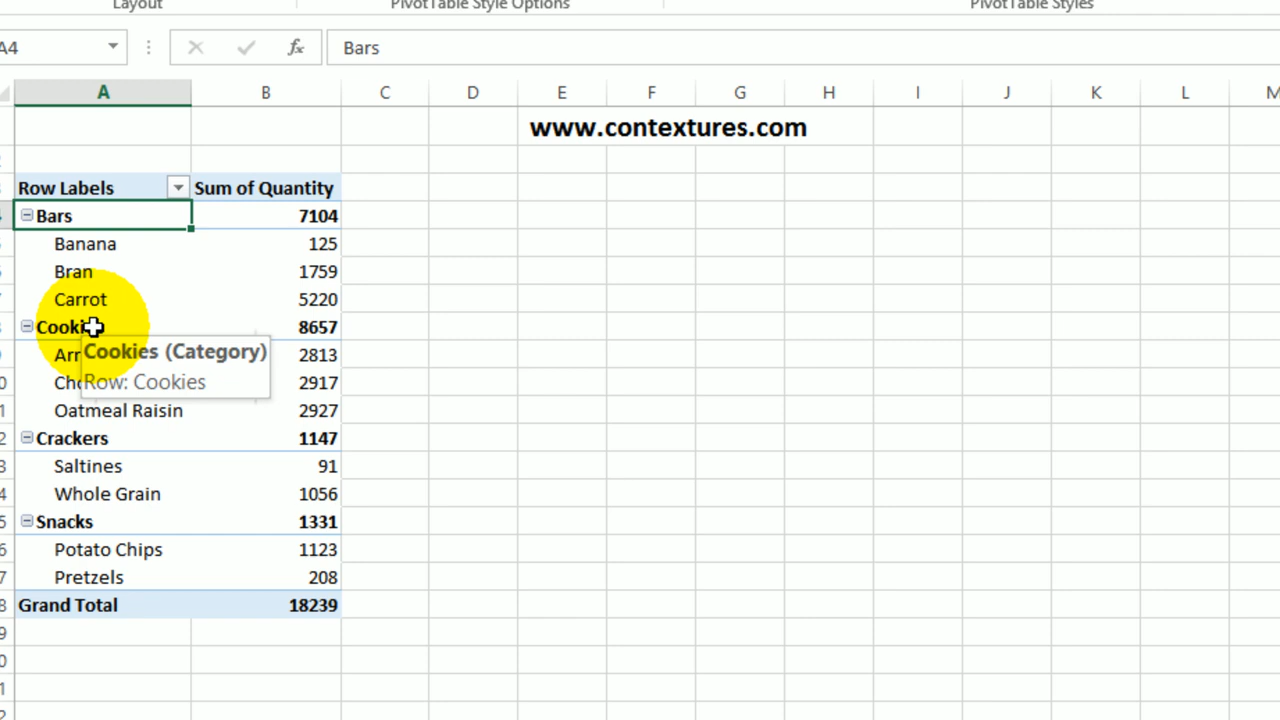 Layout PivotTable Style Options PivotTable Styles
A4 fx Bars
A B C D E F G H I J K L M
www.contextures.com
Row Labels Sum of Quantity
Bars 7104
Banana 125
Bran 1759
Carrot 5220
8657
Cookies (Category)
2813
Row: Cookies
2917
Oatmeal Raisin 2927
Crackers 1147
Saltines 91
Whole Grain 1056
Snacks 1331
Potato Chips 1123
Pretzels 208
Grand Total 18239